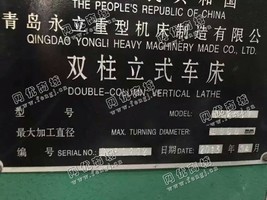 THE PEOPLE'S REPUBLIC OF CHINA
青岛永立重型机床制造有限公司
QINGDAO YONGLI HEAVY MACHINERY MADE CO., LTD.
双柱立式车床
DOUBLE-COLUMN VERTICAL LATHE
型 号 MODEL:
最大加工直径 MAX. TURNING DIAMETER
编 号 SERIAL NO.: 日期 DATE: 年 月